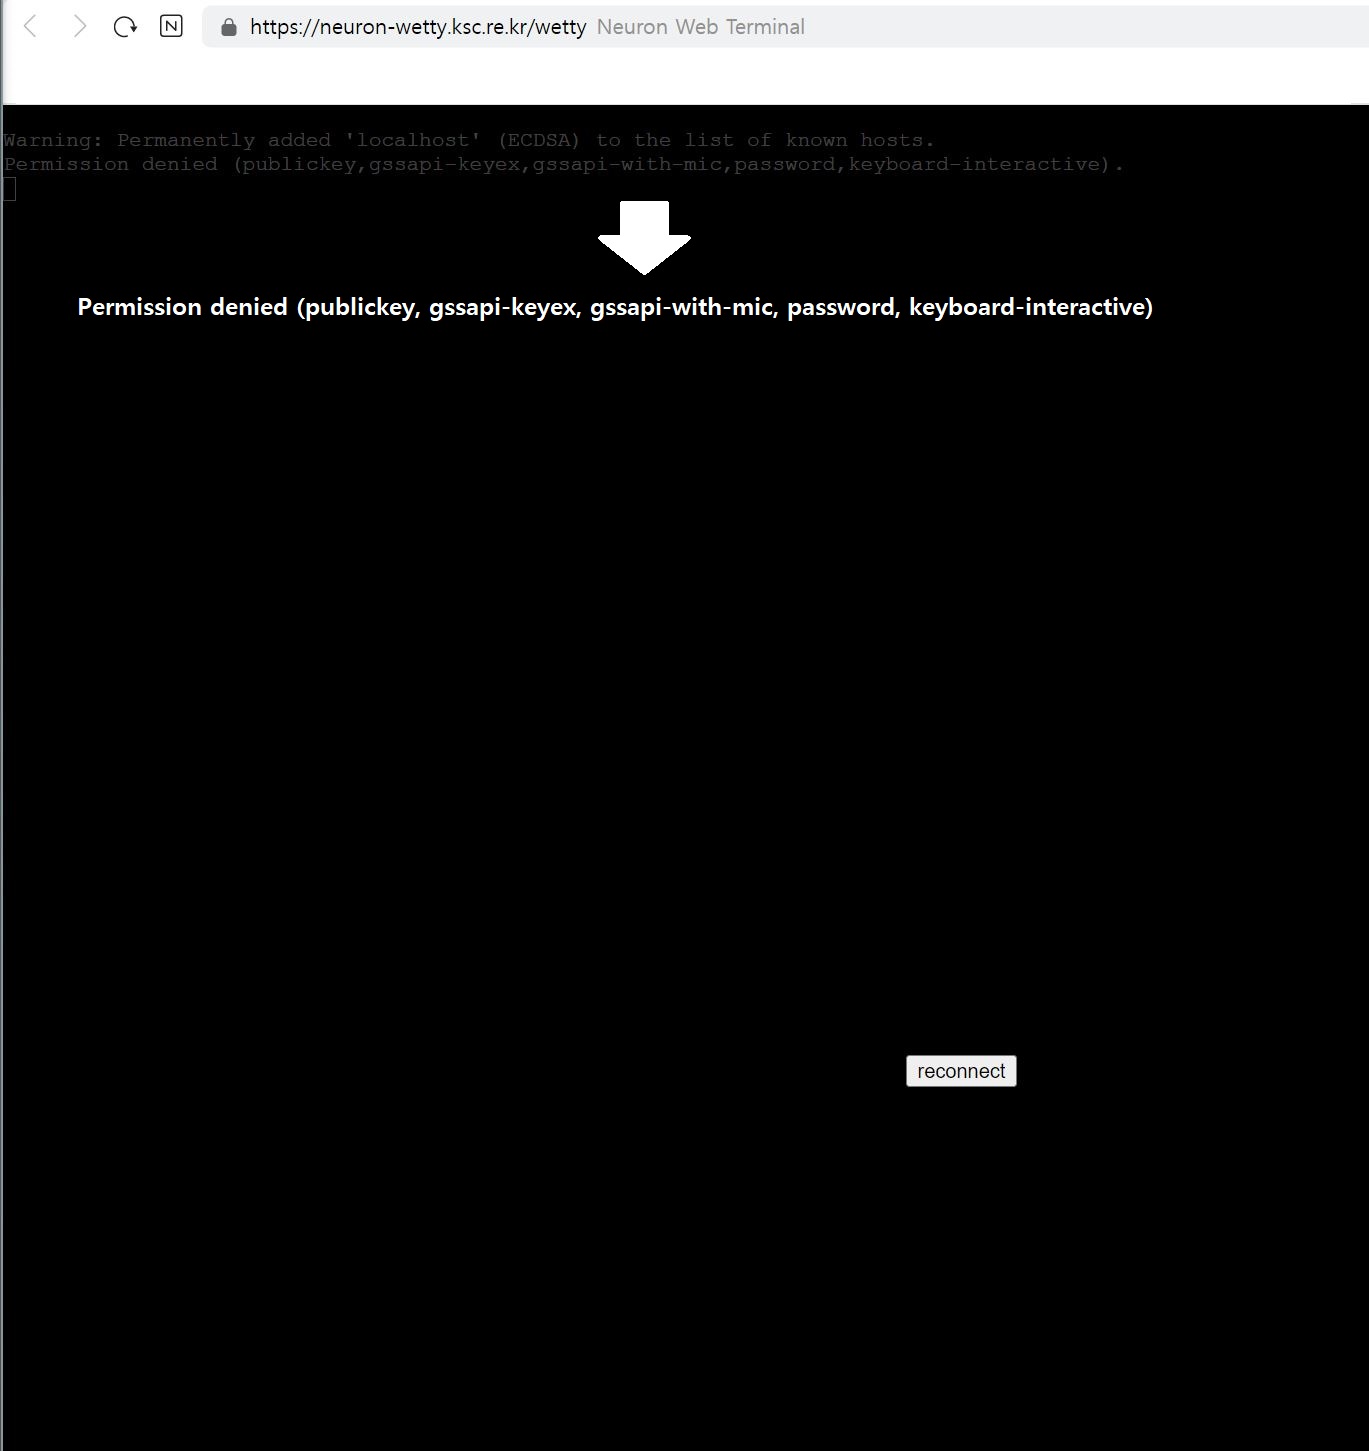 N https://neuron-wetty.ksc.re.kr/wetty Neuron Web Terminal
Warning: Permanently added 'localhost' (ECDSA) to the list of known hosts.
Permission denied (publickey,gssapi-keyex,gssapi-with-mic,password,keyboard-interactive).
Permission denied (publickey, gssapi-keyex, gssapi-with-mic, password, keyboard-interactive)
reconnect